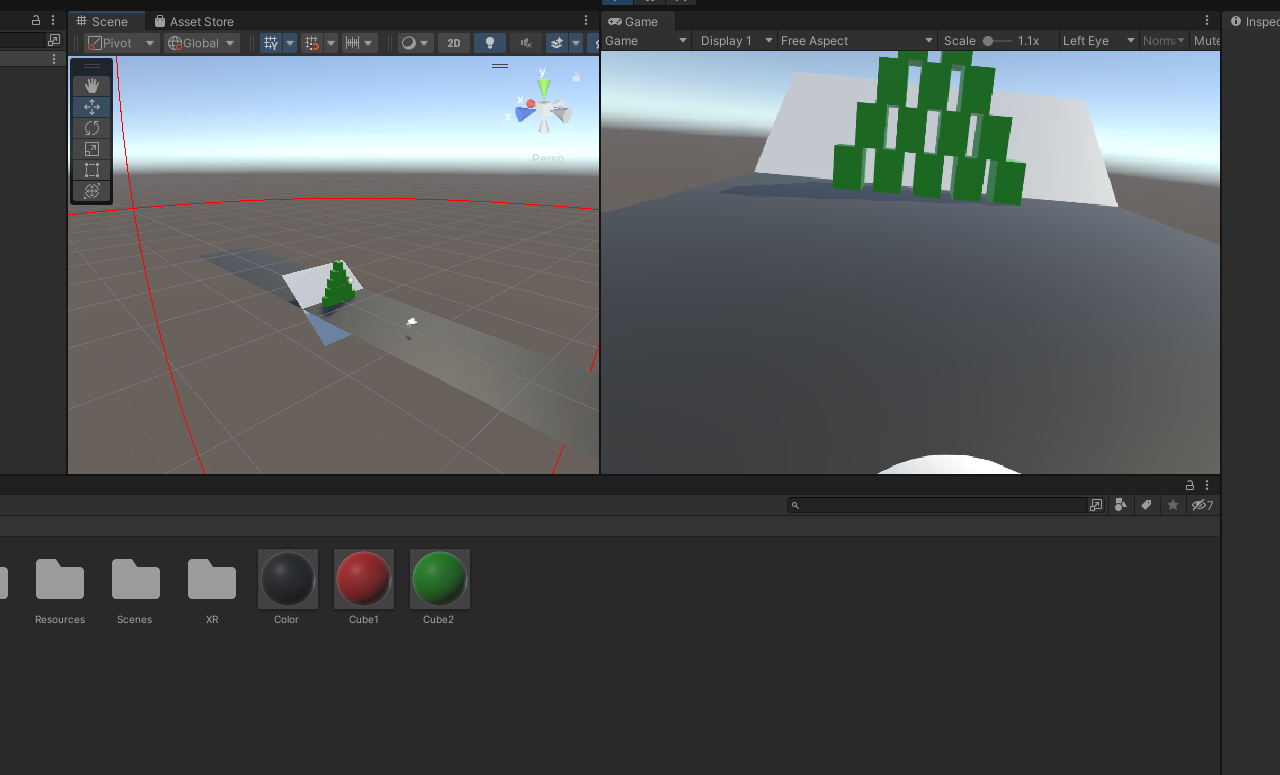 Scene
Asset Store
Game
Inspec
Pivot
Global
2D
Game
Display 1
Free Aspect
Scale
1.1x
Left Eye
Norma
Mute
y
x
z
Persp
7
Resources
Scenes
XR
Color
Cube1
Cube2